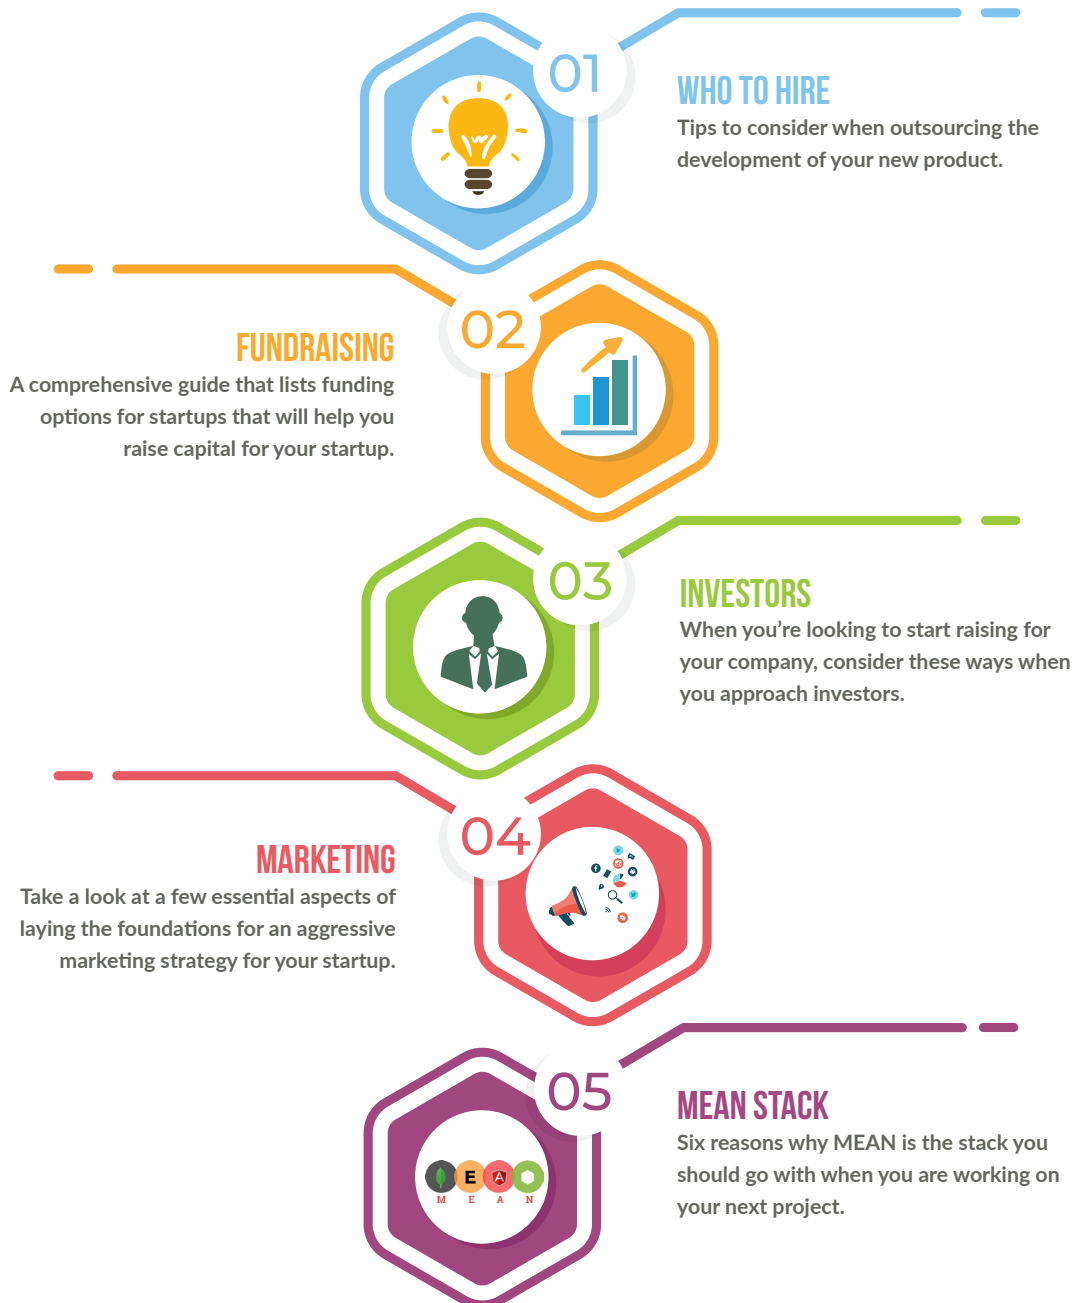 01
WHO TO HIRE
Tips to consider when outsourcing the
development of your new product.
02
FUNDRAISING
A comprehensive guide that lists funding
options for startups that will help you
raise capital for your startup.
03
INVESTORS
When you’re looking to start raising for
your company, consider these ways when
you approach investors.
04
MARKETING
Take a look at a few essential aspects of
laying the foundations for an aggressive
marketing strategy for your startup.
05
MEAN STACK
Six reasons why MEAN is the stack you
should go with when you are working on
your next project.
E A
M E A N